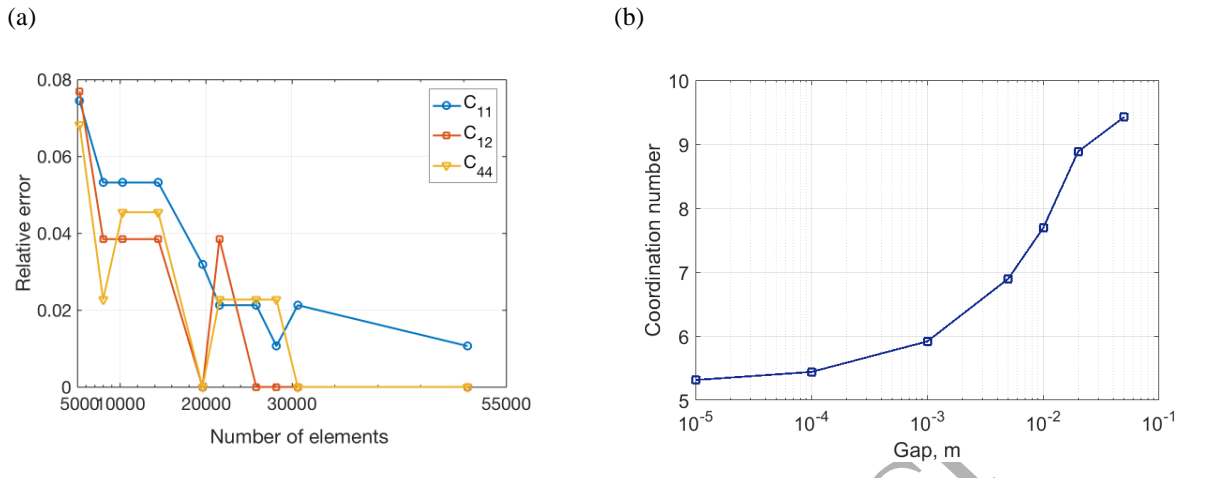 (a)
(b)
0.08
0.06
0.04
0.02
0
Relative error
C11
C12
C44
5000 10000 20000 30000 55000
Number of elements
10
9
8
7
6
5
Coordination number
10-5 10-4 10-3 10-2 10-1
Gap, m